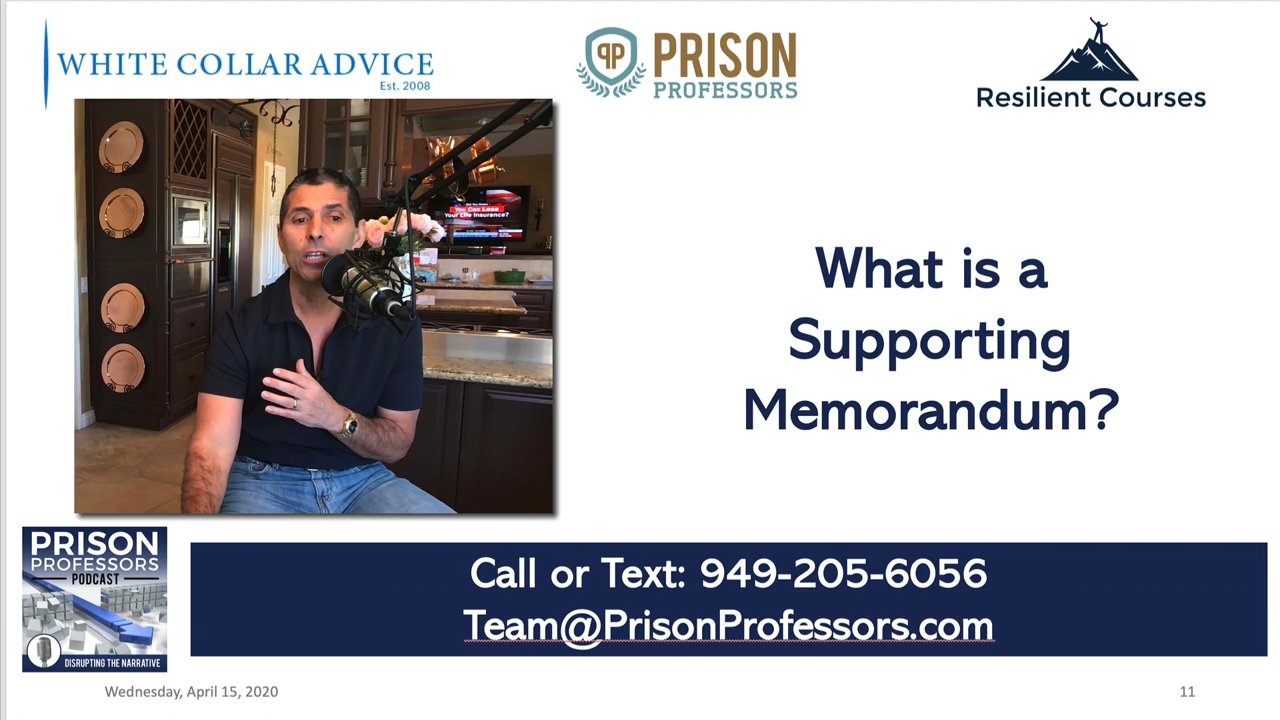 WHITE COLLAR ADVICE
Est. 2008
PRISON
PROFESSORS
Resilient Courses
You Can Lose
Your Life Insurance?
What is a
Supporting
Memorandum?
PRISON
PROFESSORS
PODCAST
DISRUPTING THE NARRATIVE
Call or Text: 949-205-6056
Team@PrisonProfessors.com
Wednesday, April 15, 2020
11